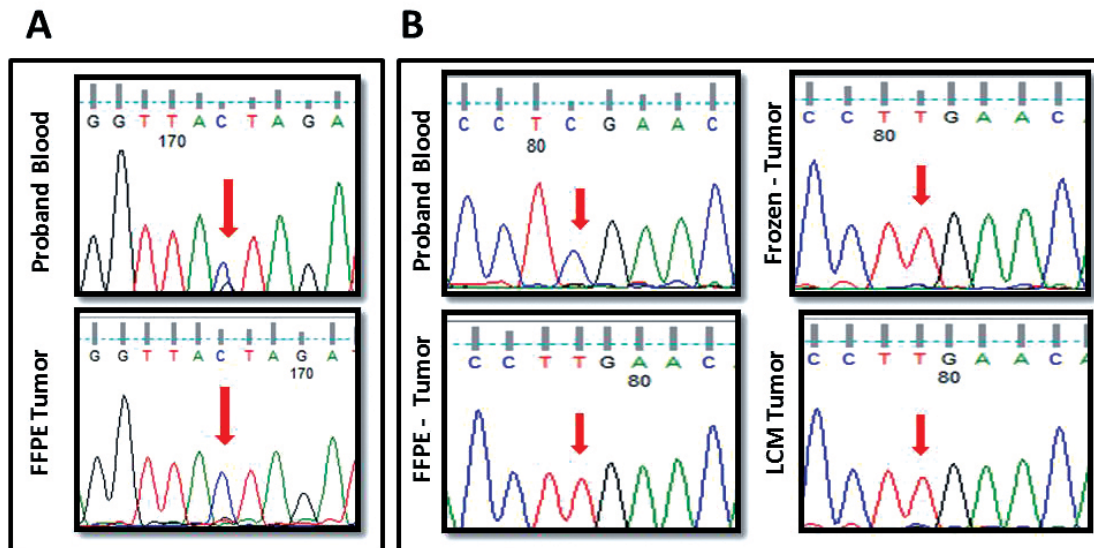 A
B
Proband Blood
G G T T A C T A G A
170
FFPE Tumor
G G T T A C T A G A T
170
Proband Blood
C C T C G A A C
80
Frozen - Tumor
C C T T G A A C A
80
FFPE - Tumor
C C T T G A A C
80
LCM Tumor
C C T T G A A C A
80